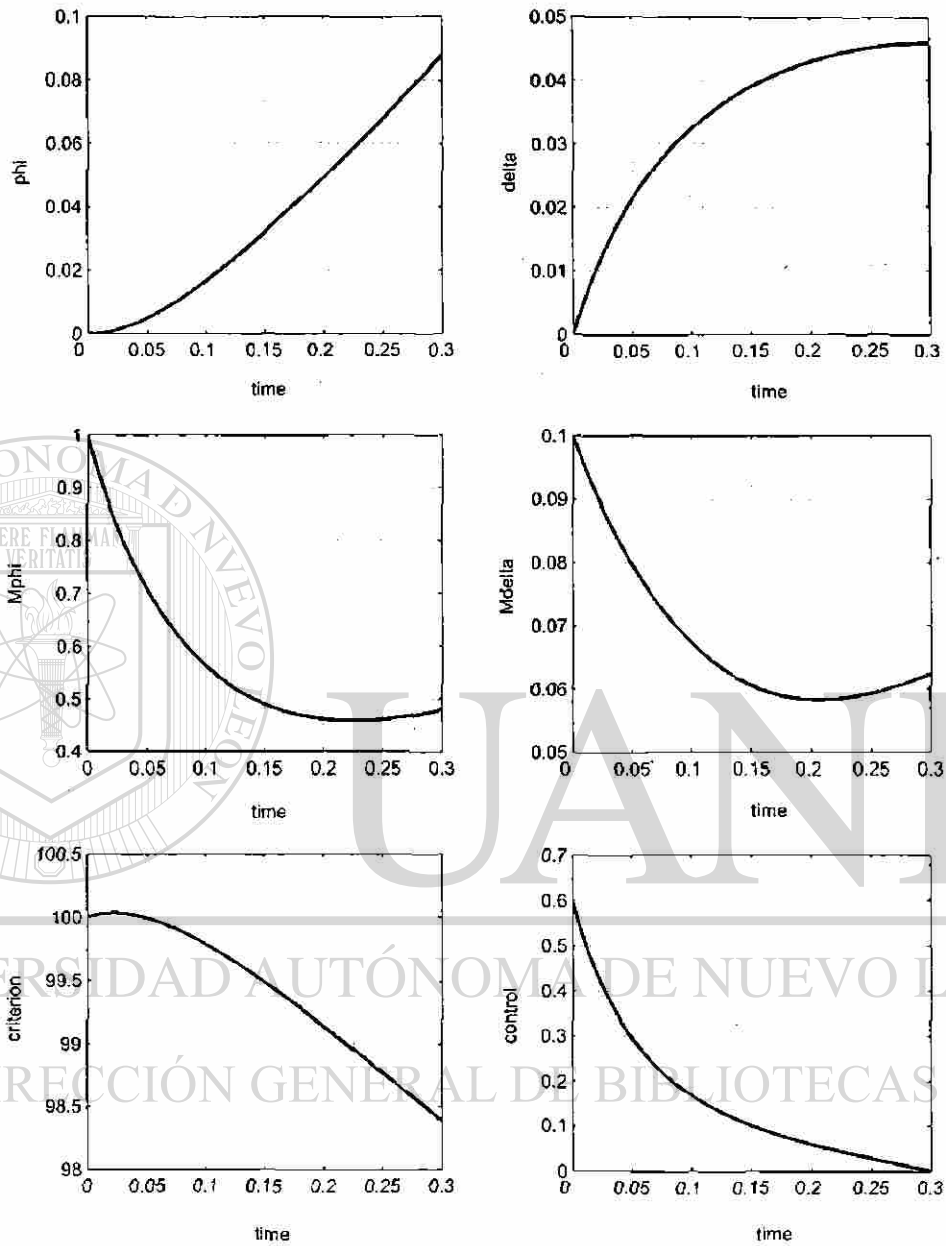 0.1
0.08
0.06
0.04
0.02
0
phi
0 0.05 0.1 0.15 0.2 0.25 0.3
time
0.05
0.04
0.03
0.02
0.01
0
delta
0 0.05 0.1 0.15 0.2 0.25 0.3
time
1
0.9
0.8
0.7
0.6
0.5
0.4
Mphi
0 0.05 0.1 0.15 0.2 0.25 0.3
time
0.1
0.09
0.08
0.07
0.06
0.05
Mdelta
0 0.05 0.1 0.15 0.2 0.25 0.3
time
100.5
100
99.5
99
98.5
98
criterion
0 0.05 0.1 0.15 0.2 0.25 0.3
time
0.7
0.6
0.5
0.4
0.3
0.2
0.1
0
control
0 0.05 0.1 0.15 0.2 0.25 0.3
time
ONOMA D NUEVO LEON
ERE FLAMMAM
VERITATIS
UANL
ERSIDAD AUTÓNOMA DE NUEVO L
RECCIÓN GENERAL DE BIBLIOTECAS